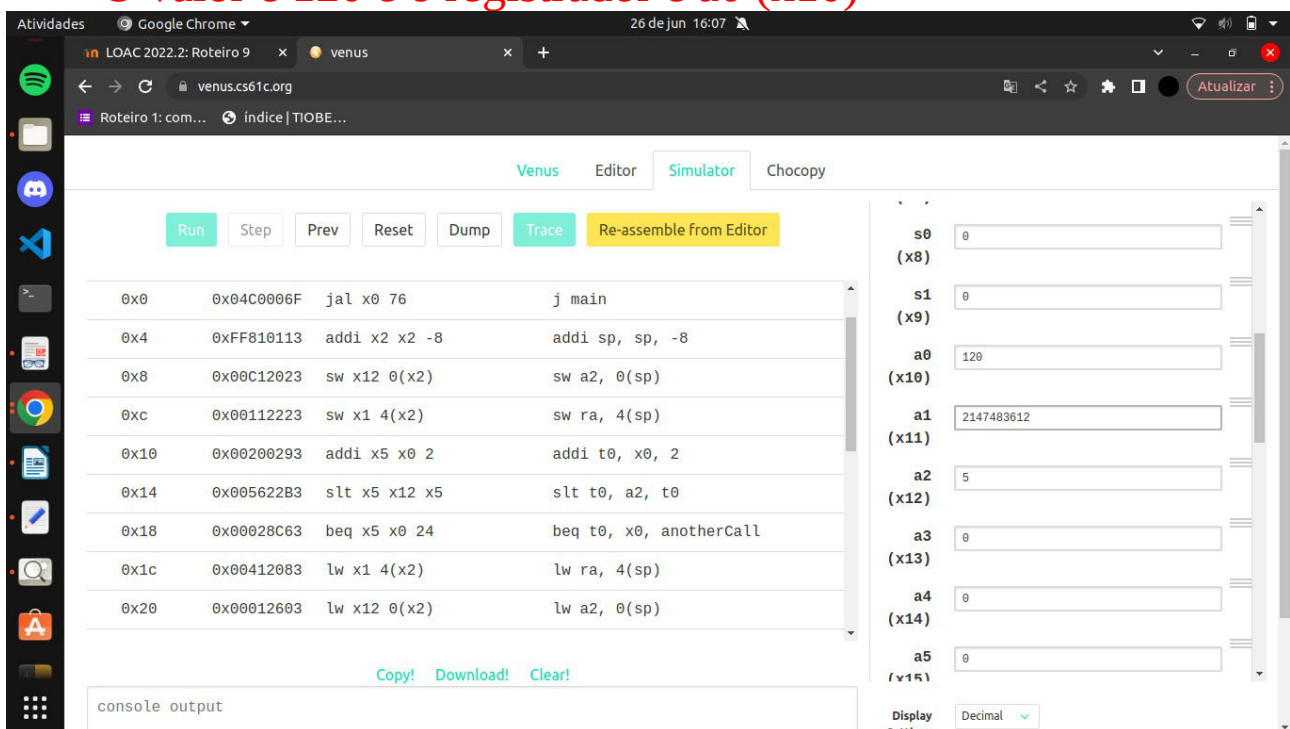 O valor é 120 e o registrador é a0 (x10)
Atividades Google Chrome 26 de jun 16:07
LOAC 2022.2: Roteiro 9 × venus × +
venus.cs61c.org Atualizar
Roteiro 1: com... índice | TIOBE...
Venus Editor Simulator Chocopy
Run Step Prev Reset Dump Trace Re-assemble from Editor
0x0 0x04C0006F jal x0 76 j main
0x4 0xFF810113 addi x2 x2 -8 addi sp, sp, -8
0x8 0x00C12023 sw x12 0(x2) sw a2, 0(sp)
0xc 0x00112223 sw x1 4(x2) sw ra, 4(sp)
0x10 0x00200293 addi x5 x0 2 addi t0, x0, 2
0x14 0x005622B3 slt x5 x12 x5 slt t0, a2, t0
0x18 0x00028C63 beq x5 x0 24 beq t0, x0, anotherCall
0x1c 0x00412083 lw x1 4(x2) lw ra, 4(sp)
0x20 0x00012603 lw x12 0(x2) lw a2, 0(sp)
Copy! Download! Clear!
console output
s0 0
(x8)
s1 0
(x9)
a0 120
(x10)
a1 2147483612
(x11)
a2 5
(x12)
a3 0
(x13)
a4 0
(x14)
a5 0
(x15)
Display Decimal